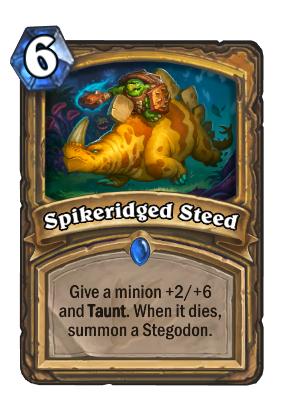 6
Spikeridged Steed
Give a minion +2/+6
and Taunt. When it dies,
summon a Stegodon.